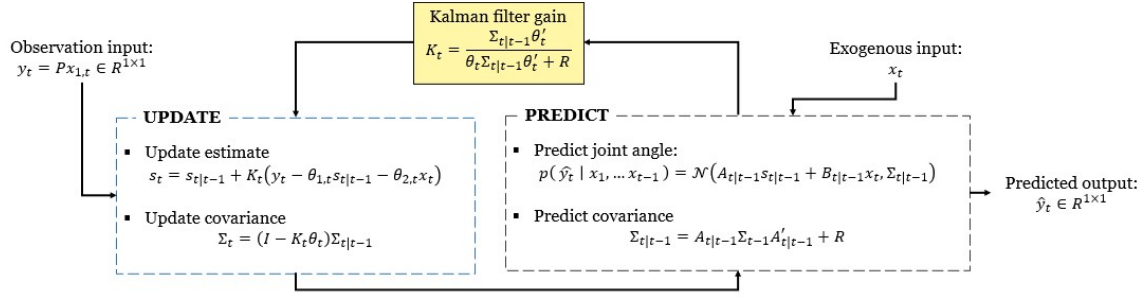 Kalman filter gain
K_t = Σ_{t|t−1}θ'_t / (θ_tΣ_{t|t−1}θ'_t + R)
Observation input:
y_t = Px_{1,t} ∈ R^{1×1}
Exogenous input:
x_t
UPDATE
▪ Update estimate
s_t = s_{t|t−1} + K_t(y_t − θ_{1,t}s_{t|t−1} − θ_{2,t}x_t)
▪ Update covariance
Σ_t = (I − K_tθ_t)Σ_{t|t−1}
PREDICT
▪ Predict joint angle:
p(ŷ_t | x_1, … x_{t−1}) = 𝒩(A_{t|t−1}s_{t|t−1} + B_{t|t−1}x_t, Σ_{t|t−1})
▪ Predict covariance
Σ_{t|t−1} = A_{t|t−1}Σ_{t−1}A'_{t|t−1} + R
Predicted output:
ŷ_t ∈ R^{1×1}